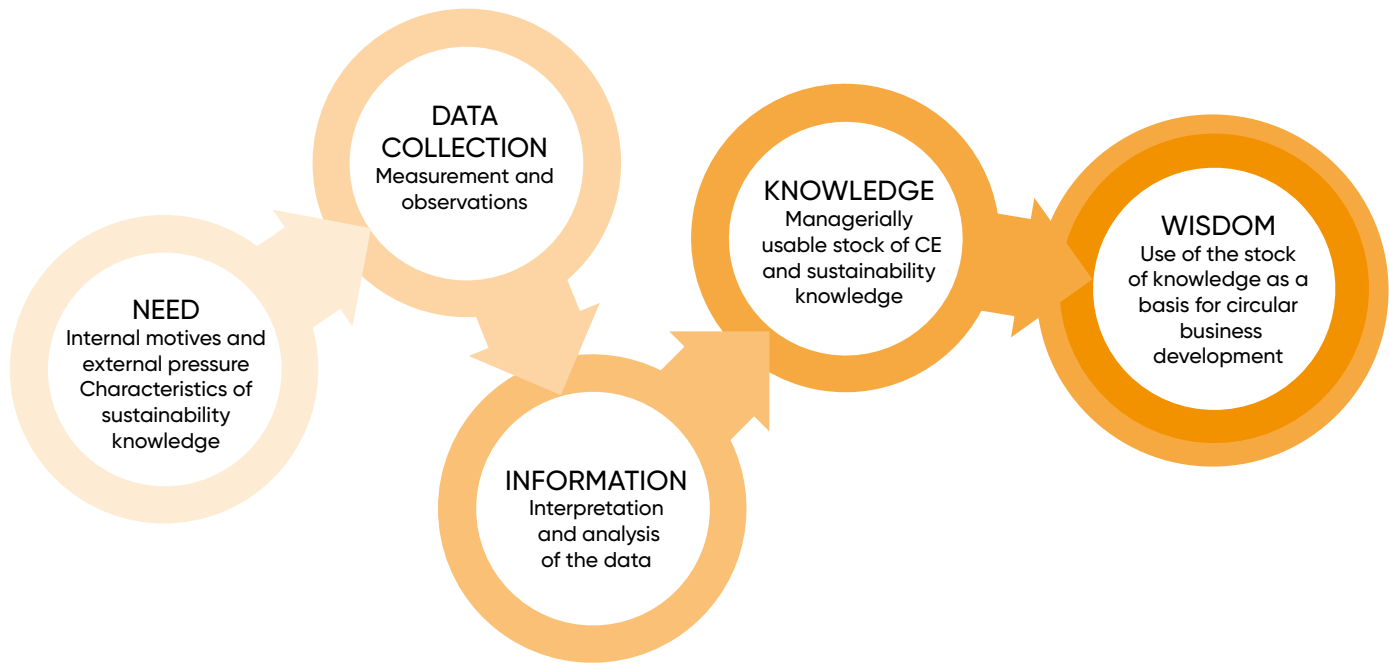 NEED
Internal motives and
external pressure
Characteristics of
sustainability
knowledge
DATA
COLLECTION
Measurement and
observations
INFORMATION
Interpretation
and analysis
of the data
KNOWLEDGE
Managerially
usable stock of CE
and sustainability
knowledge
WISDOM
Use of the stock
of knowledge as a
basis for circular
business
development